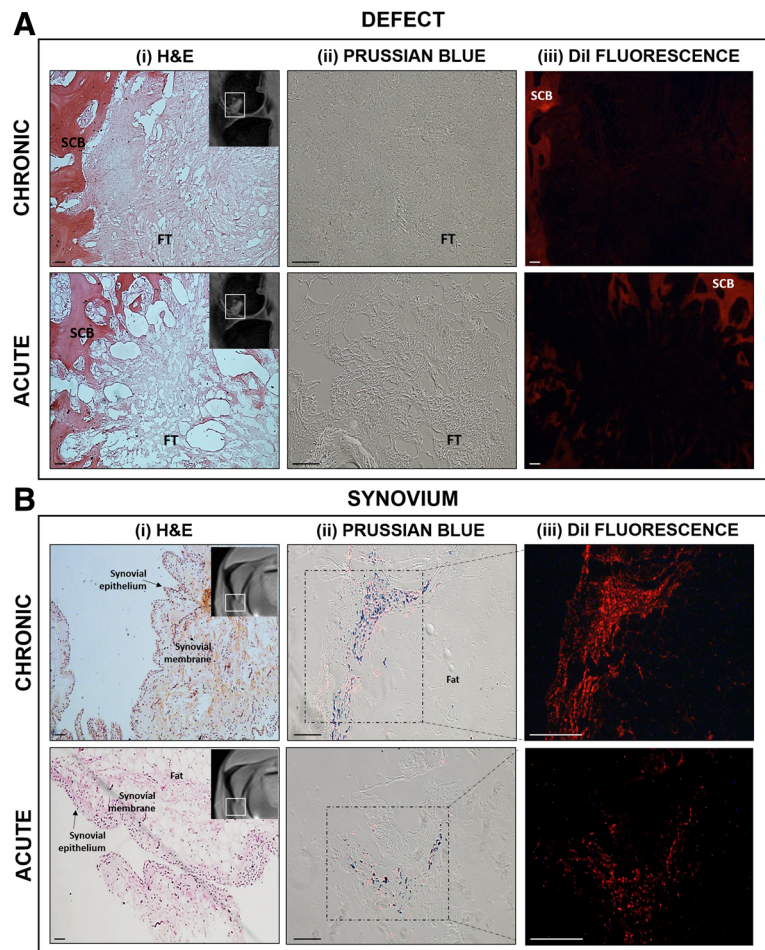 A
DEFECT
(i) H&E
(ii) PRUSSIAN BLUE
(iii) DiI FLUORESCENCE
CHRONIC
SCB
FT
FT
SCB
ACUTE
SCB
FT
FT
SCB
B
SYNOVIUM
(i) H&E
(ii) PRUSSIAN BLUE
(iii) DiI FLUORESCENCE
CHRONIC
Synovial
epithelium
Synovial
membrane
Fat
ACUTE
Fat
Synovial
membrane
Synovial
epithelium